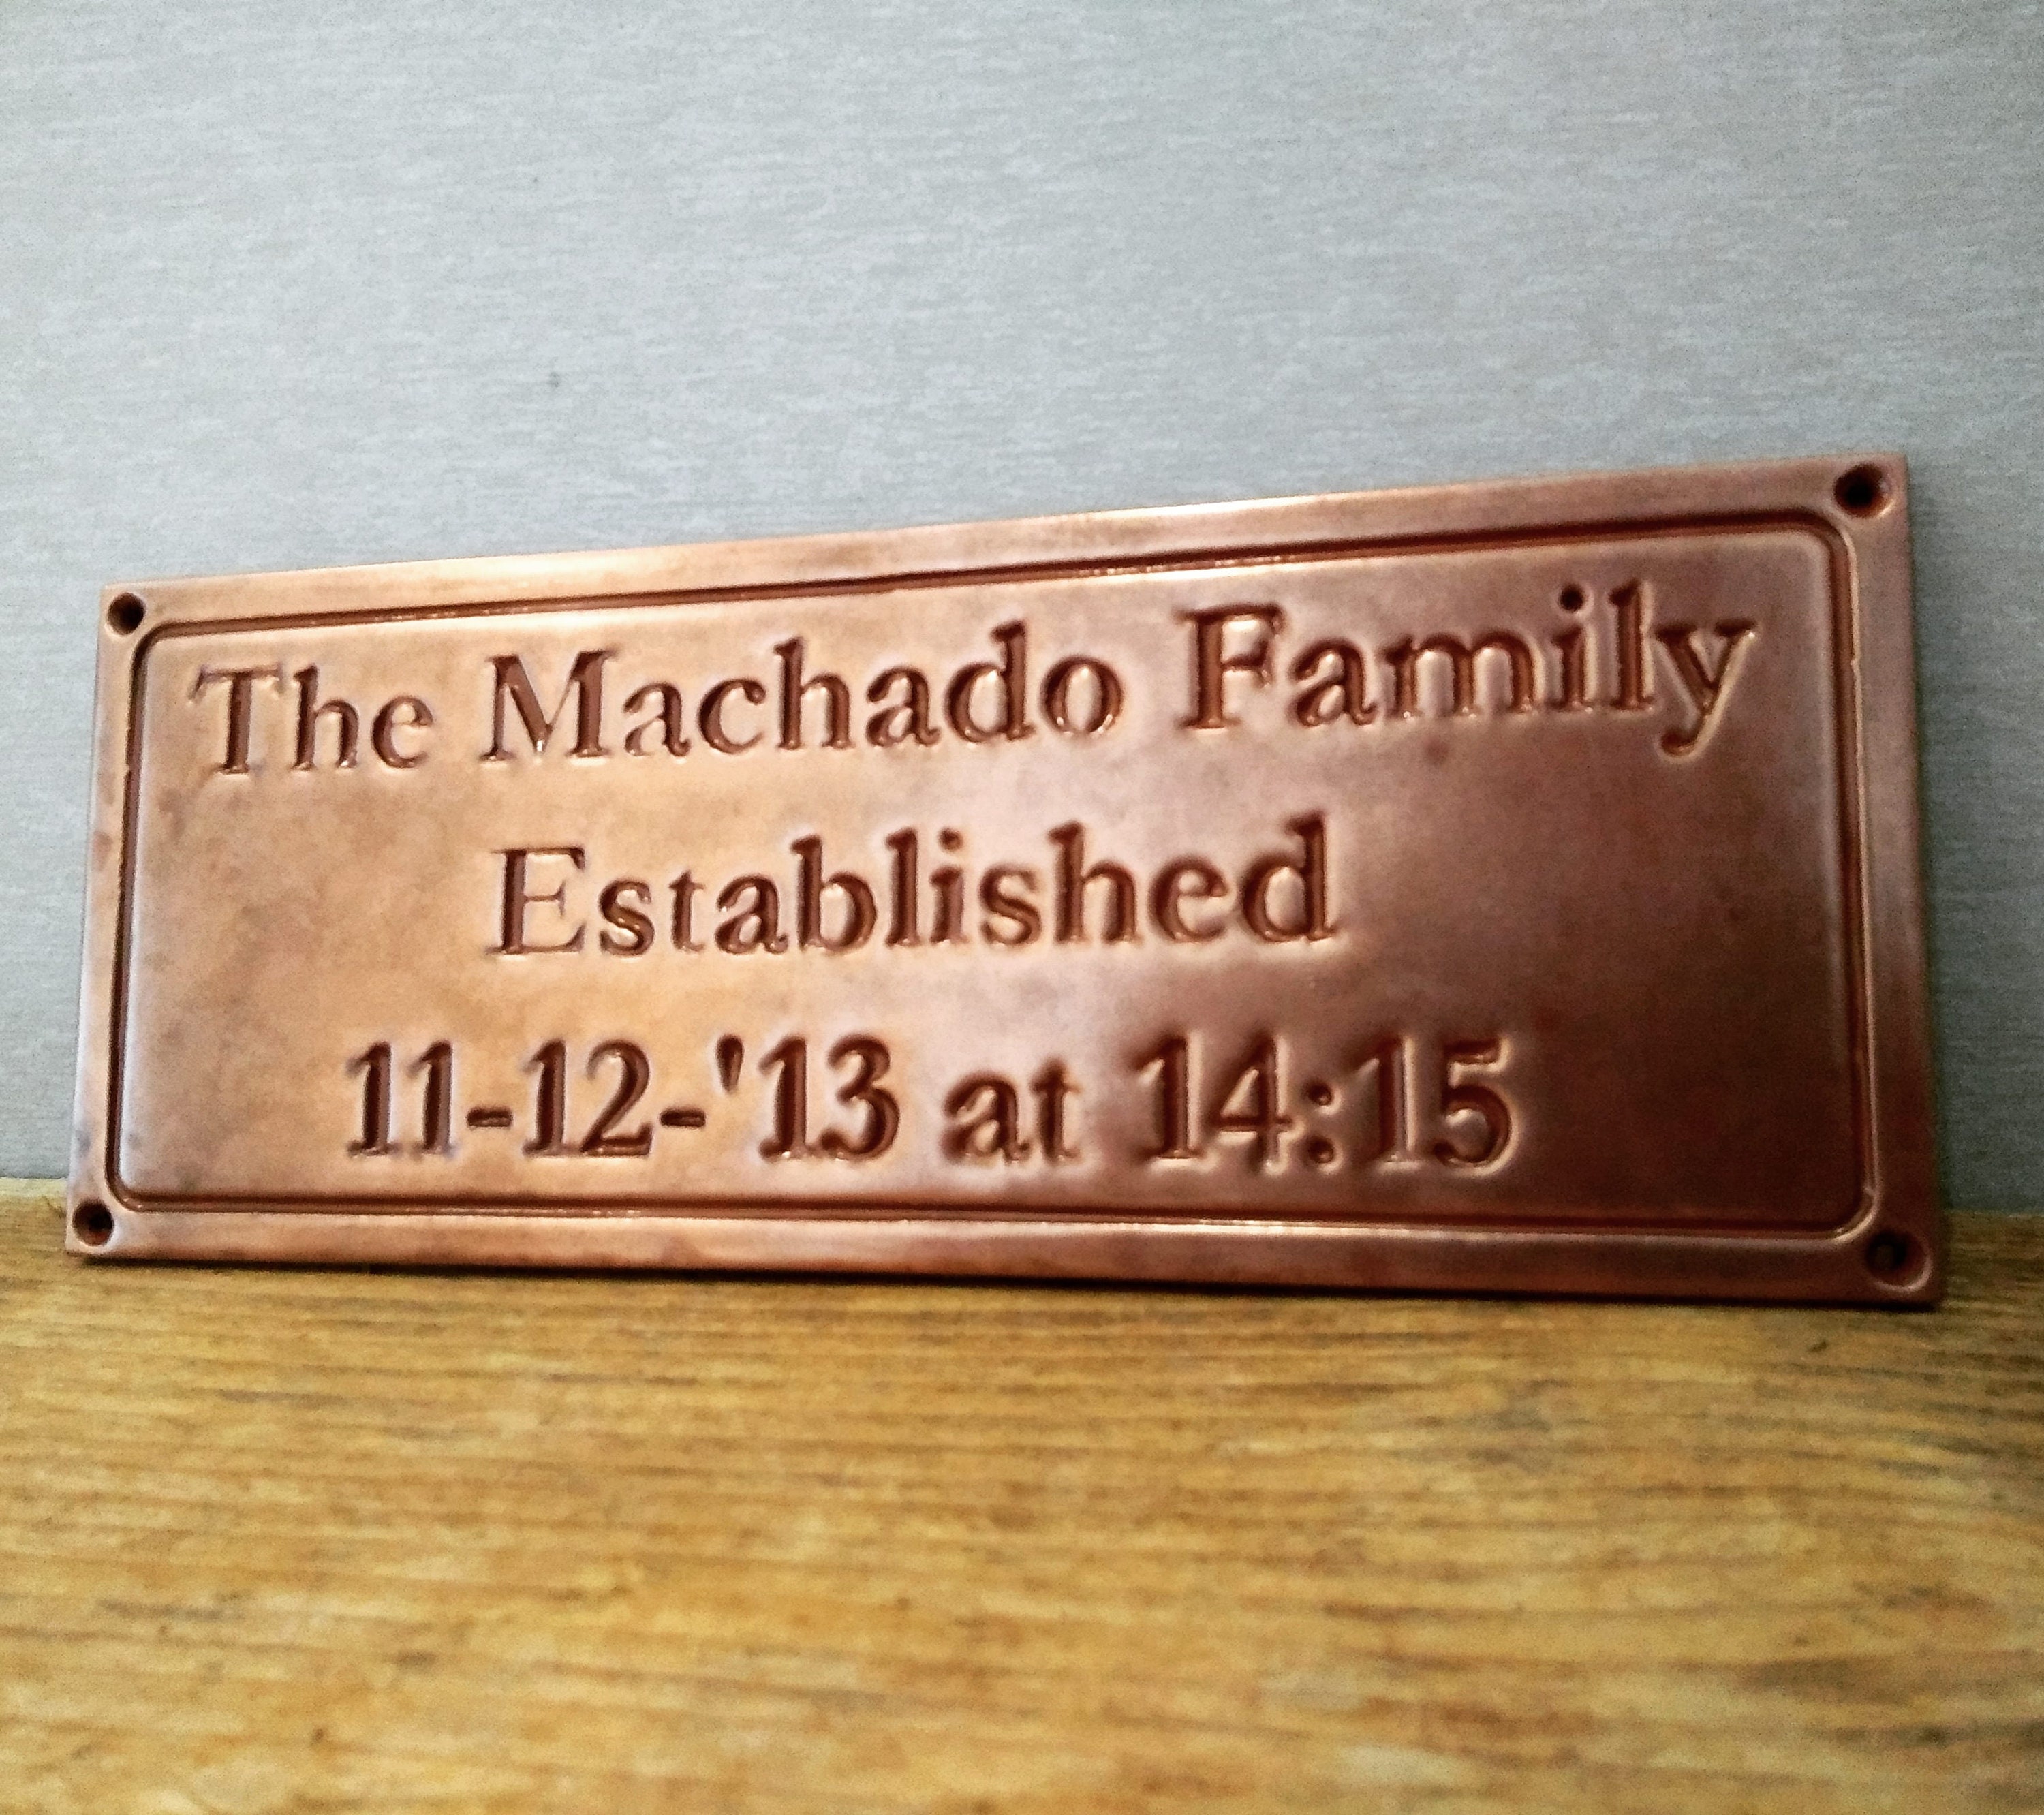 The Machado Family
Established
11-12-'13 at 14:15